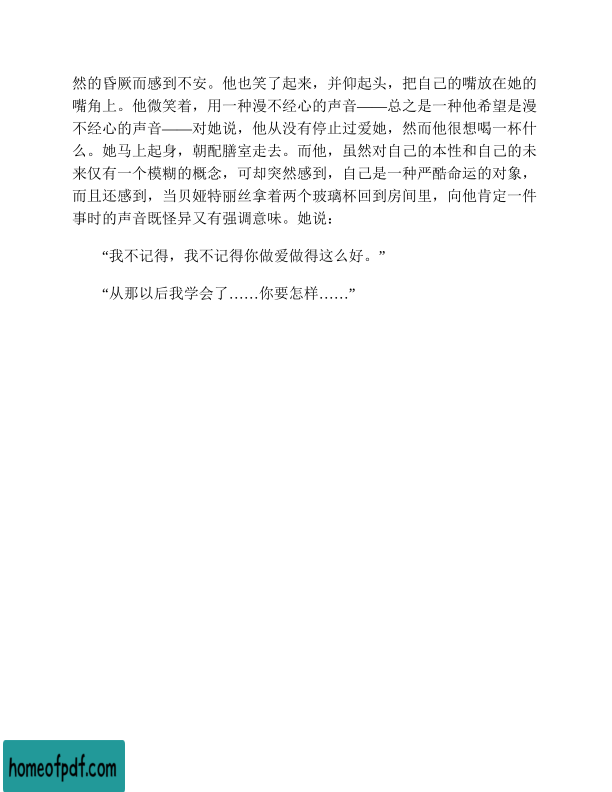 然的昏厥而感到不安。他也笑了起来，并仰起头，把自己的嘴放在她的
嘴角上。他微笑着，用一种漫不经心的声音——总之是一种他希望是漫
不经心的声音——对她说，他从没有停止过爱她，然而他很想喝一杯什
么。她马上起身，朝配膳室走去。而他，虽然对自己的本性和自己的未
来仅有一个模糊的概念，可却突然感到，自己是一种严酷命运的对象，
而且还感到，当贝娅特丽丝拿着两个玻璃杯回到房间里，向他肯定一件
事时的声音既怪异又有强调意味。她说：
“我不记得，我不记得你做爱做得这么好。”
“从那以后我学会了……你要怎样……”
homeofpdf.com